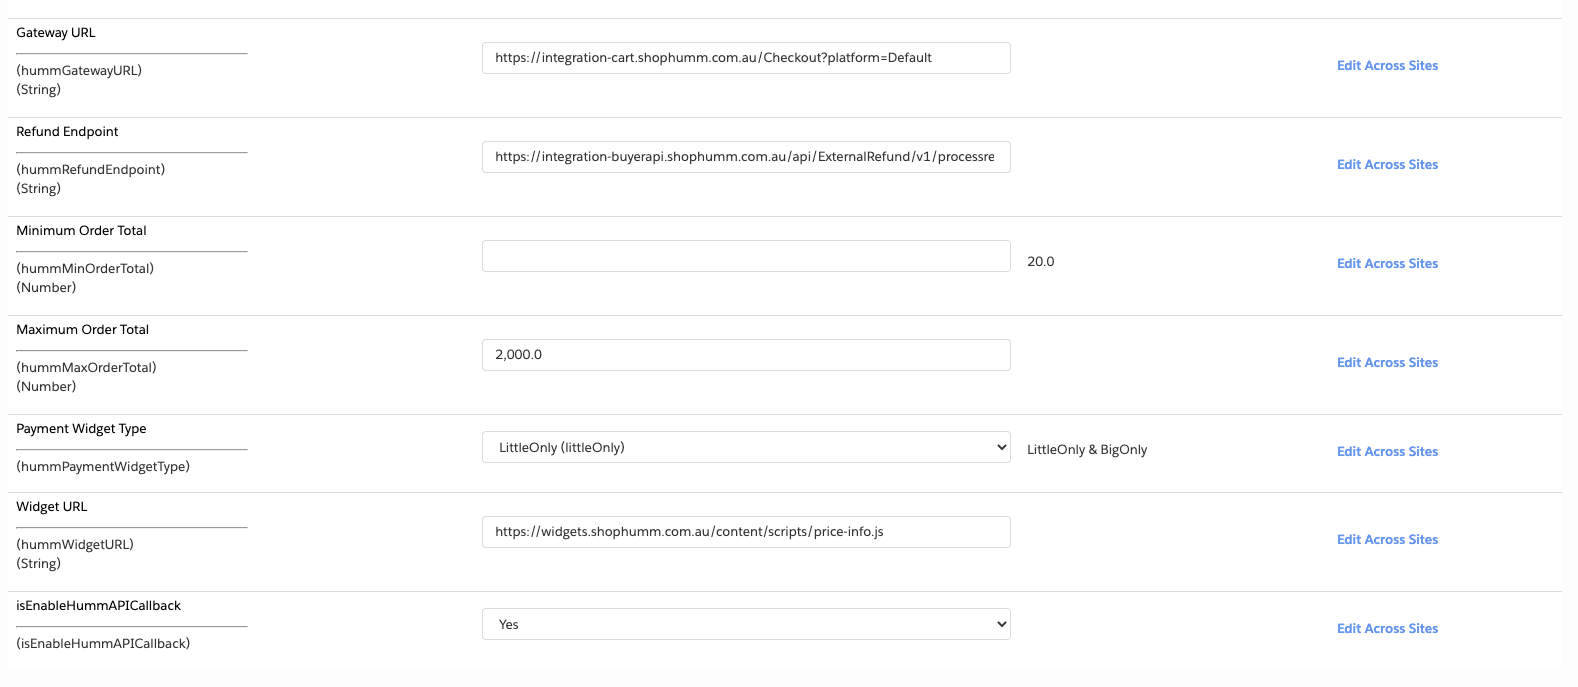 Gateway URL
(hummGatewayURL)
(String)
https://integration-cart.shophumm.com.au/Checkout?platform=Default
Edit Across Sites
Refund Endpoint
(hummRefundEndpoint)
(String)
https://integration-buyerapi.shophumm.com.au/api/ExternalRefund/v1/processre
Edit Across Sites
Minimum Order Total
(hummMinOrderTotal)
(Number)
20.0
Edit Across Sites
Maximum Order Total
(hummMaxOrderTotal)
(Number)
2,000.0
Edit Across Sites
Payment Widget Type
(hummPaymentWidgetType)
LittleOnly (littleOnly)
LittleOnly & BigOnly
Edit Across Sites
Widget URL
(hummWidgetURL)
(String)
https://widgets.shophumm.com.au/content/scripts/price-info.js
Edit Across Sites
isEnableHummAPICallback
(isEnableHummAPICallback)
Yes
Edit Across Sites